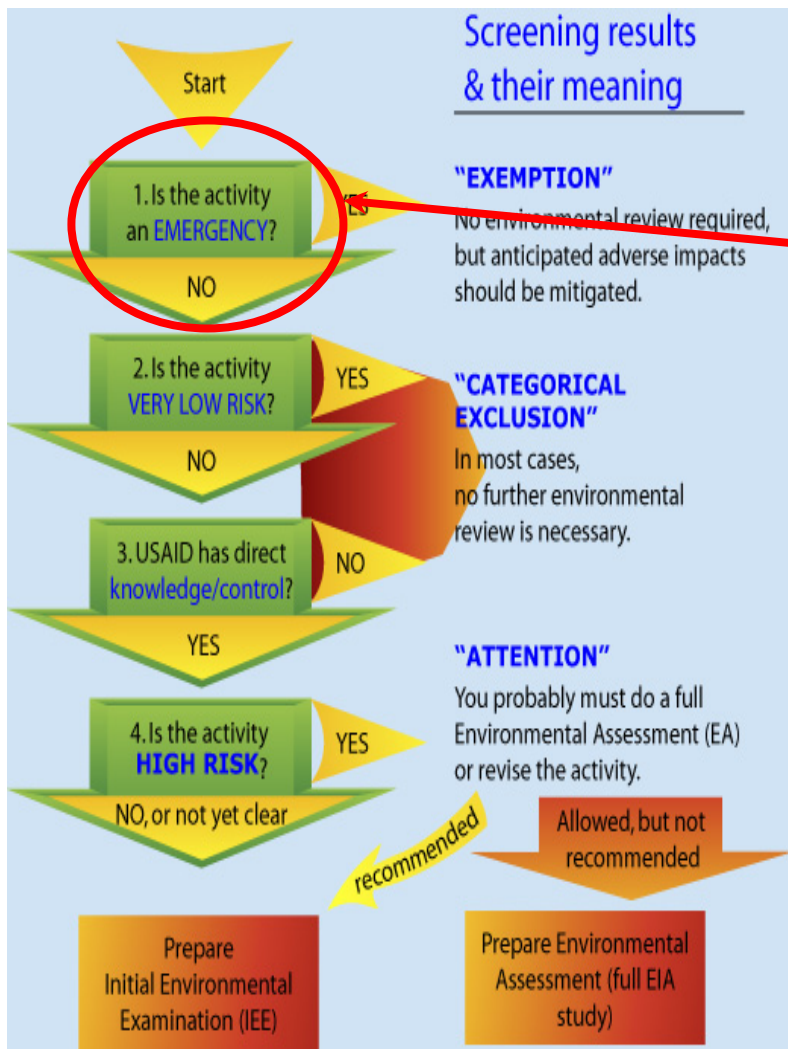 Screening results
& their meaning
Start
1. Is the activity
an EMERGENCY?
YES
NO
"EXEMPTION"
No environmental review required,
but anticipated adverse impacts
should be mitigated.
2. Is the activity
VERY LOW RISK?
YES
NO
"CATEGORICAL
EXCLUSION"
In most cases,
no further environmental
review is necessary.
3. USAID has direct
knowledge/control?
NO
YES
"ATTENTION"
You probably must do a full
Environmental Assessment (EA)
or revise the activity.
4. Is the activity
HIGH RISK?
YES
NO, or not yet clear
recommended
Allowed, but not
recommended
Prepare
Initial Environmental
Examination (IEE)
Prepare Environmental
Assessment (full EIA
study)